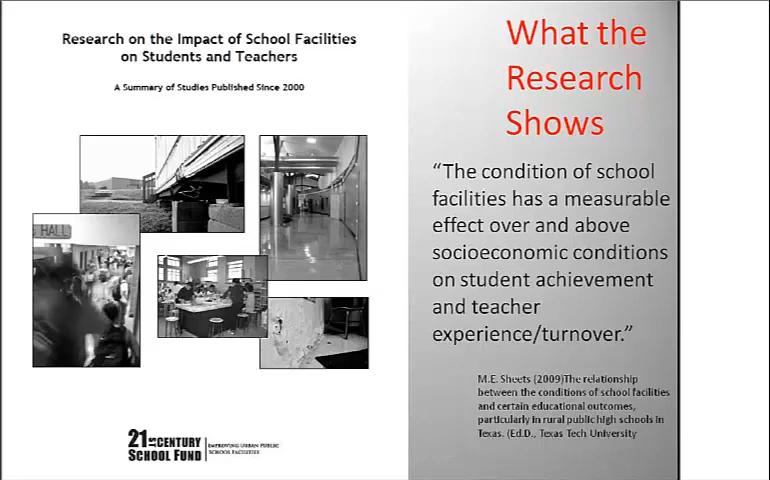 Research on the Impact of School Facilities
on Students and Teachers
A Summary of Studies Published Since 2000
HALL
21st CENTURY
SCHOOL FUND
IMPROVING URBAN PUBLIC
SCHOOL FACILITIES
What the
Research
Shows
“The condition of school
facilities has a measurable
effect over and above
socioeconomic conditions
on student achievement
and teacher
experience/turnover.”
M.E. Sheets (2009)The relationship
between the conditions of school facilities
and certain educational outcomes,
particularly in rural public high schools in
Texas. (Ed.D., Texas Tech University